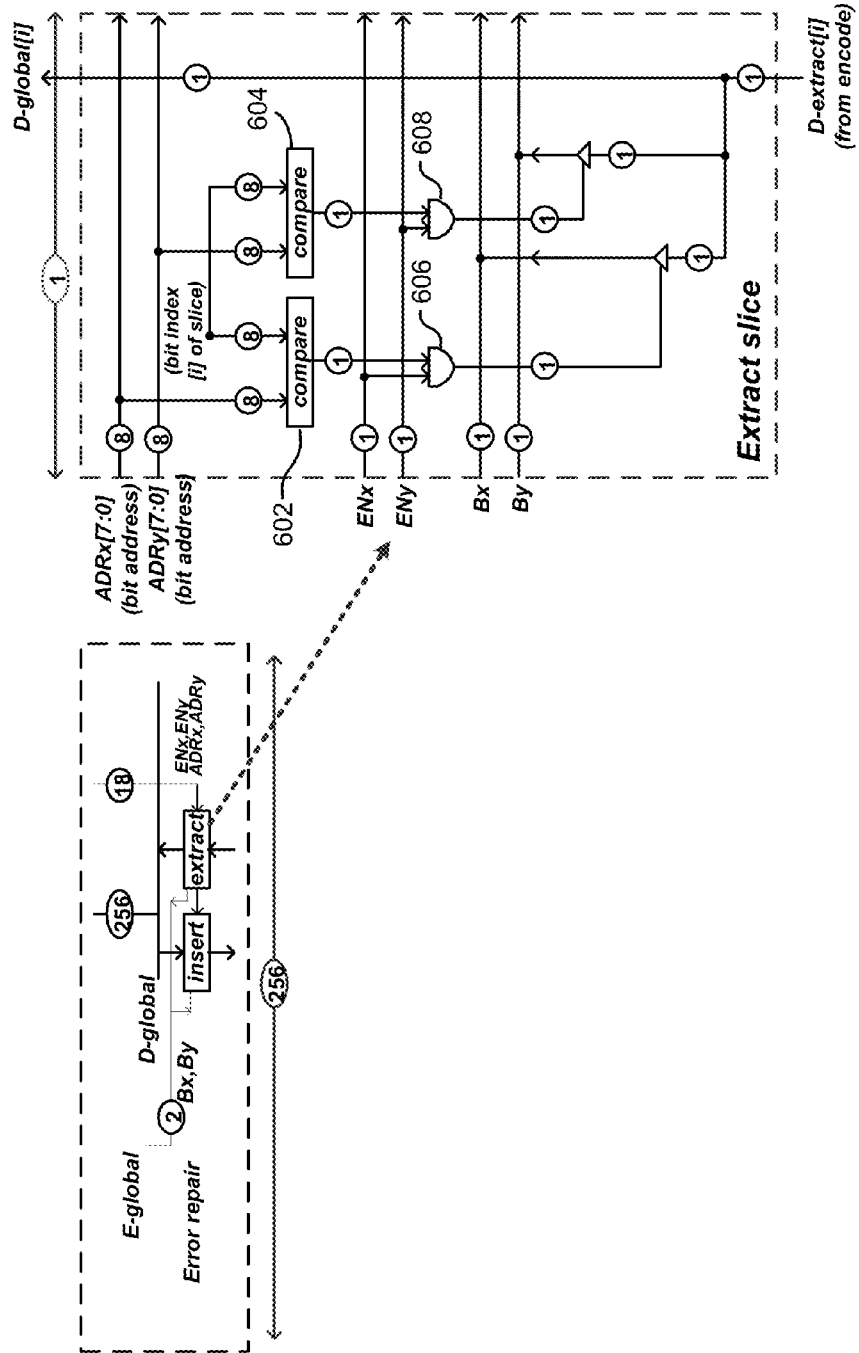 E-global
D-global
256
18
2
Bx,By
Error repair
insert
extract
ENx,ENy
ADRx,ADRy
256
D-global[i]
1
ADRx[7:0]
(bit address)
ADRy[7:0]
(bit address)
8
8
1
(bit index
[i] of slice)
8
8
8
8
602
compare
compare
604
ENx
ENy
1
1
1
1
606
608
Bx
By
1
1
1
1
1
1
1
Extract slice
D-extract[i]
(from encode)